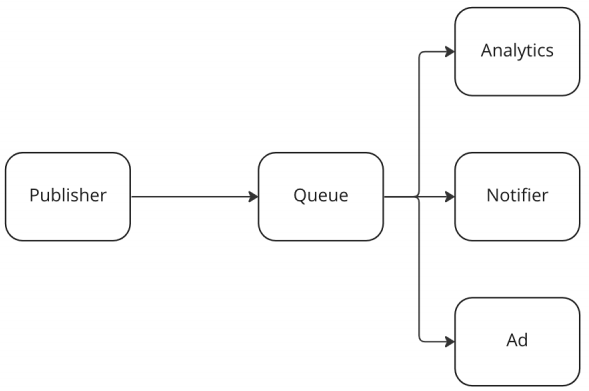 Analytics
Publisher
Queue
Notifier
Ad